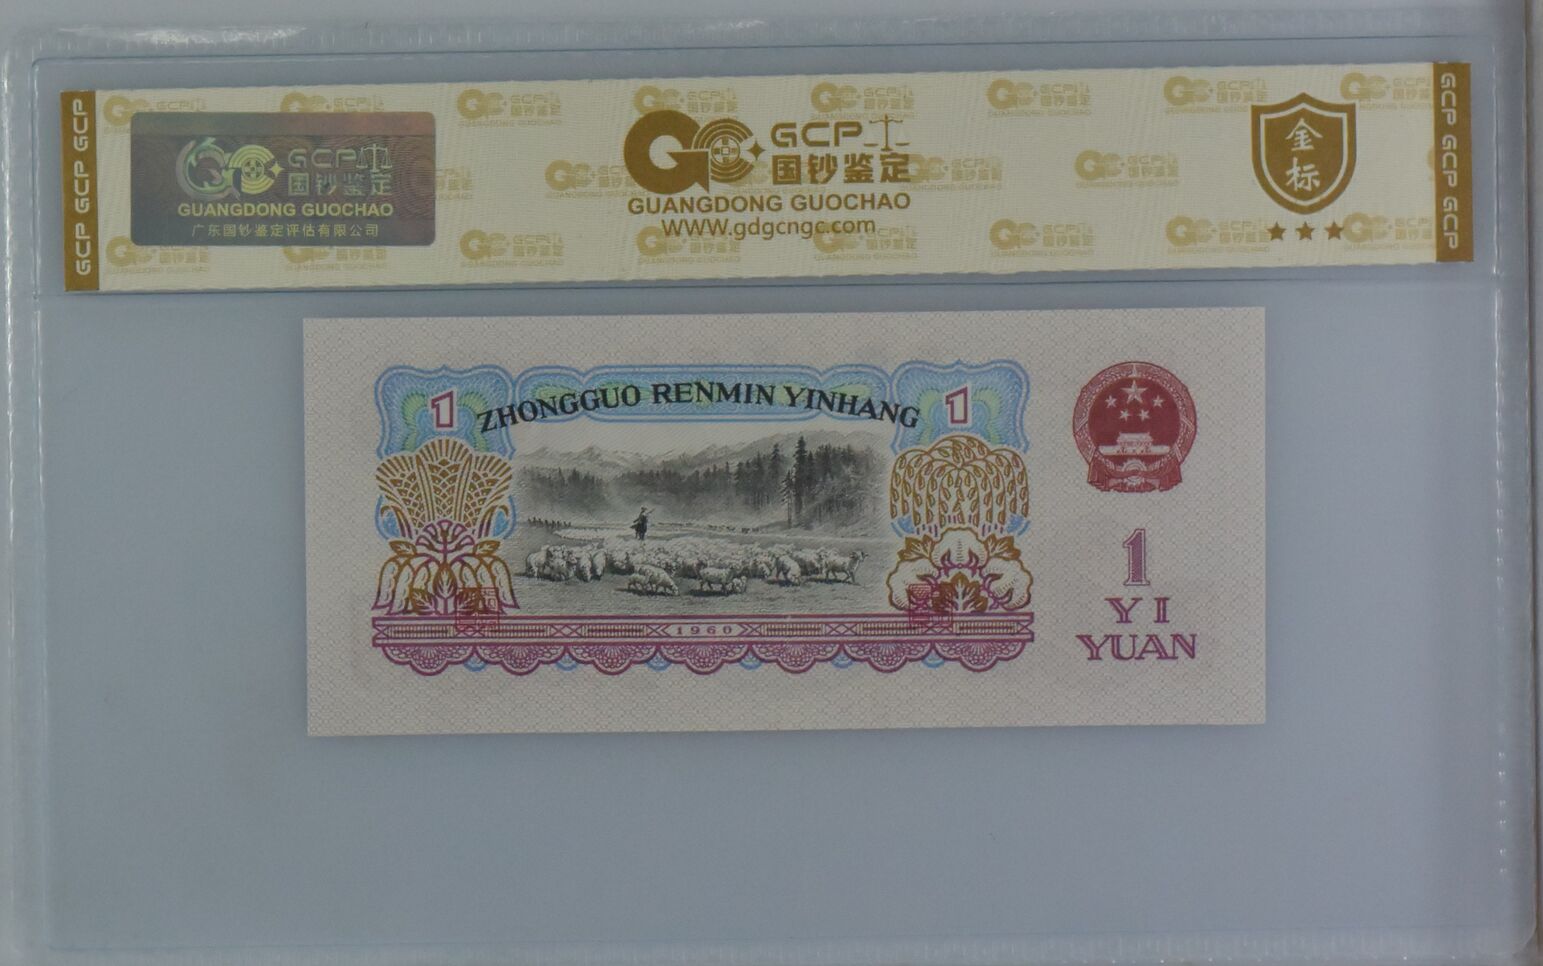 GCP GCP GCP
GCP
国钞鉴定
GUANGDONG GUOCHAO
广东国钞鉴定评估有限公司
GCP
国钞鉴定
GUANGDONG GUOCHAO
WWW.gdgcngc.com
金
标
GCP GCP GCP
1
ZHONGGUO RENMIN YINHANG
1
1960
1
YI
YUAN